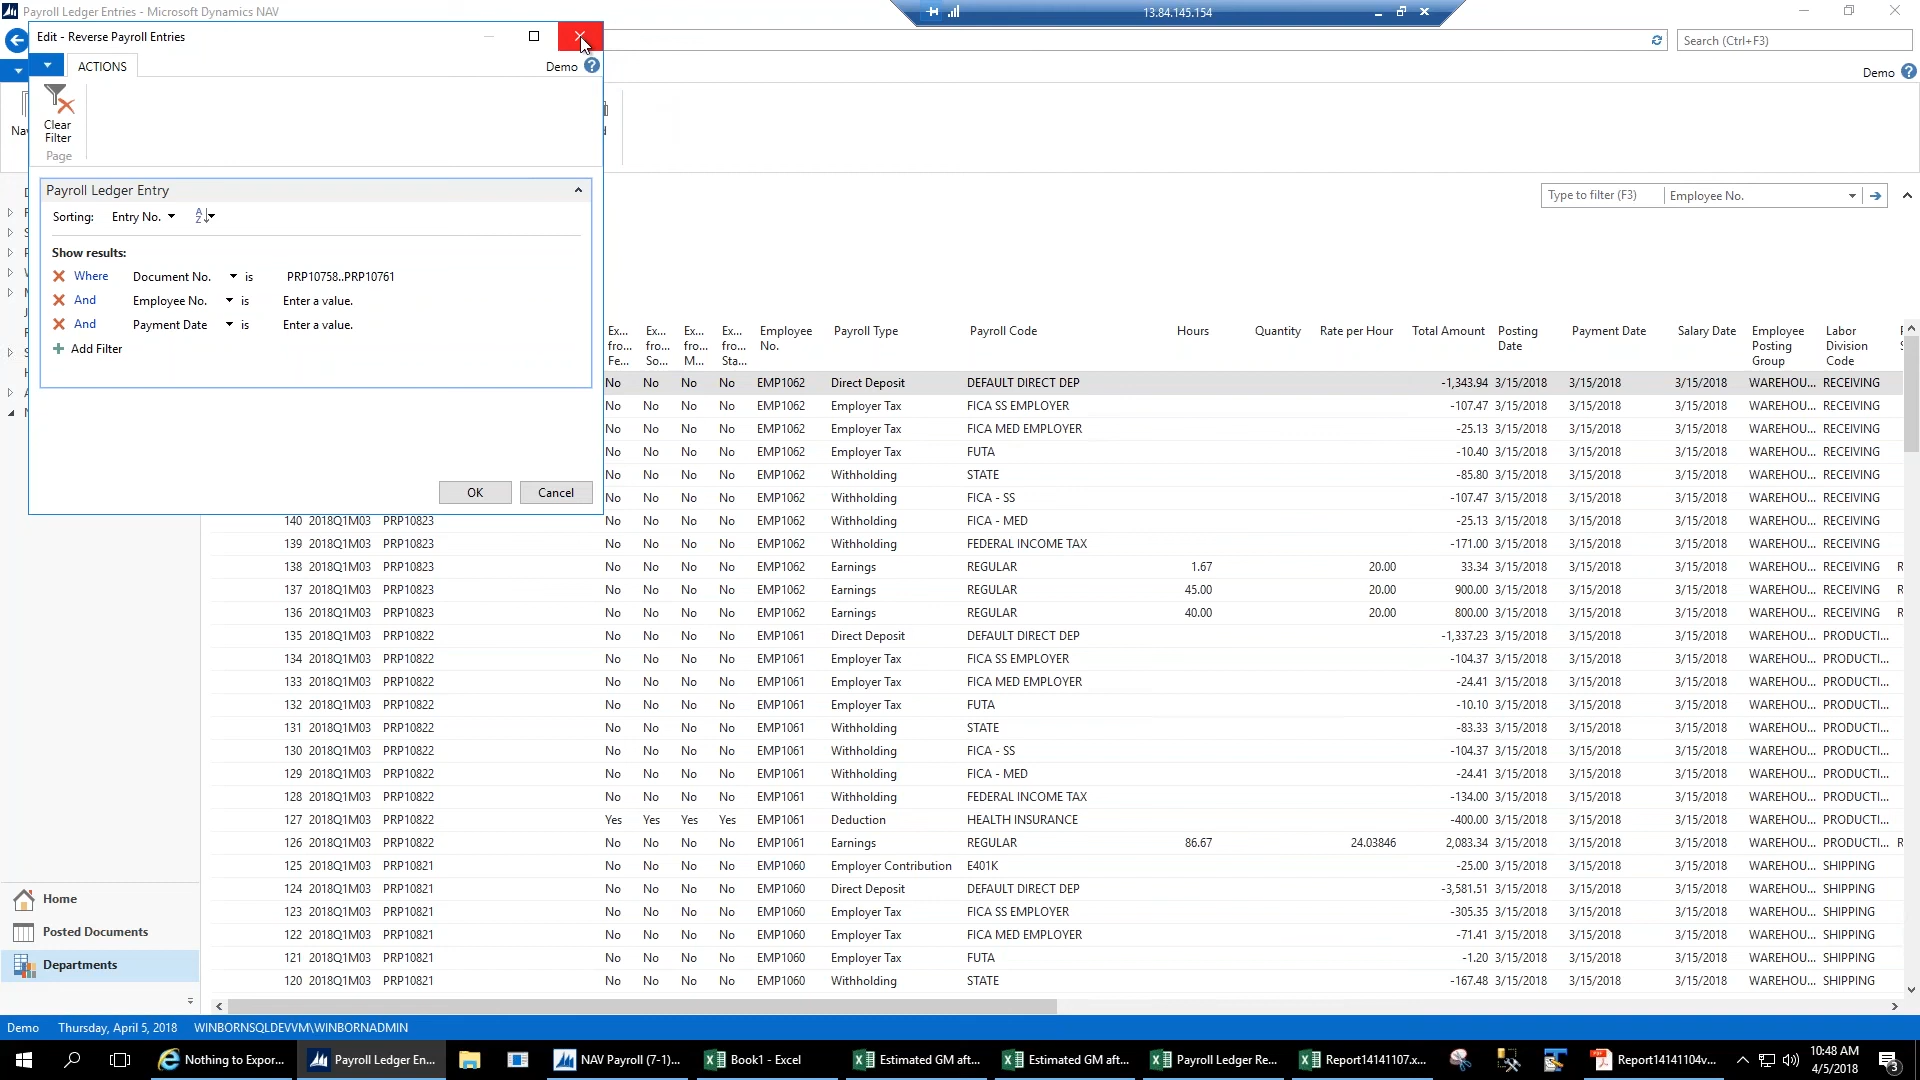 Payroll Ledger Entries - Microsoft Dynamics NAV
13.84.145.154
Edit - Reverse Payroll Entries
Search (Ctrl+F3)
ACTIONS
Demo
Demo
Clear
Filter
Page
Payroll Ledger Entry
Sorting: Entry No.
Show results:
Where Document No. is PRP10758..PRP10761
And Employee No. is Enter a value.
And Payment Date is Enter a value.
Add Filter
OK Cancel
Type to filter (F3) Employee No.
Ex... fro... Fe... Ex... fro... So... Ex... fro... M... Ex... fro... Sta... Employee No. Payroll Type Payroll Code Hours Quantity Rate per Hour Total Amount Posting Date Payment Date Salary Date Employee Posting Group Labor Division Code
No No No No EMP1062 Direct Deposit DEFAULT DIRECT DEP -1,343.94 3/15/2018 3/15/2018 3/15/2018 WAREHOU... RECEIVING
No No No No EMP1062 Employer Tax FICA SS EMPLOYER -107.47 3/15/2018 3/15/2018 3/15/2018 WAREHOU... RECEIVING
No No No No EMP1062 Employer Tax FICA MED EMPLOYER -25.13 3/15/2018 3/15/2018 3/15/2018 WAREHOU... RECEIVING
No No No No EMP1062 Employer Tax FUTA -10.40 3/15/2018 3/15/2018 3/15/2018 WAREHOU... RECEIVING
No No No No EMP1062 Withholding STATE -85.80 3/15/2018 3/15/2018 3/15/2018 WAREHOU... RECEIVING
No No No No EMP1062 Withholding FICA - SS -107.47 3/15/2018 3/15/2018 3/15/2018 WAREHOU... RECEIVING
140 2018Q1M03 PRP10823 No No No No EMP1062 Withholding FICA - MED -25.13 3/15/2018 3/15/2018 3/15/2018 WAREHOU... RECEIVING
139 2018Q1M03 PRP10823 No No No No EMP1062 Withholding FEDERAL INCOME TAX -171.00 3/15/2018 3/15/2018 3/15/2018 WAREHOU... RECEIVING
138 2018Q1M03 PRP10823 No No No No EMP1062 Earnings REGULAR 1.67 20.00 33.34 3/15/2018 3/15/2018 3/15/2018 WAREHOU... RECEIVING R
137 2018Q1M03 PRP10823 No No No No EMP1062 Earnings REGULAR 45.00 20.00 900.00 3/15/2018 3/15/2018 3/15/2018 WAREHOU... RECEIVING R
136 2018Q1M03 PRP10823 No No No No EMP1062 Earnings REGULAR 40.00 20.00 800.00 3/15/2018 3/15/2018 3/15/2018 WAREHOU... RECEIVING R
135 2018Q1M03 PRP10822 No No No No EMP1061 Direct Deposit DEFAULT DIRECT DEP -1,337.23 3/15/2018 3/15/2018 3/15/2018 WAREHOU... PRODUCTI...
134 2018Q1M03 PRP10822 No No No No EMP1061 Employer Tax FICA SS EMPLOYER -104.37 3/15/2018 3/15/2018 3/15/2018 WAREHOU... PRODUCTI...
133 2018Q1M03 PRP10822 No No No No EMP1061 Employer Tax FICA MED EMPLOYER -24.41 3/15/2018 3/15/2018 3/15/2018 WAREHOU... PRODUCTI...
132 2018Q1M03 PRP10822 No No No No EMP1061 Employer Tax FUTA -10.10 3/15/2018 3/15/2018 3/15/2018 WAREHOU... PRODUCTI...
131 2018Q1M03 PRP10822 No No No No EMP1061 Withholding STATE -83.33 3/15/2018 3/15/2018 3/15/2018 WAREHOU... PRODUCTI...
130 2018Q1M03 PRP10822 No No No No EMP1061 Withholding FICA - SS -104.37 3/15/2018 3/15/2018 3/15/2018 WAREHOU... PRODUCTI...
129 2018Q1M03 PRP10822 No No No No EMP1061 Withholding FICA - MED -24.41 3/15/2018 3/15/2018 3/15/2018 WAREHOU... PRODUCTI...
128 2018Q1M03 PRP10822 No No No No EMP1061 Withholding FEDERAL INCOME TAX -134.00 3/15/2018 3/15/2018 3/15/2018 WAREHOU... PRODUCTI...
127 2018Q1M03 PRP10822 Yes Yes Yes Yes EMP1061 Deduction HEALTH INSURANCE -400.00 3/15/2018 3/15/2018 3/15/2018 WAREHOU... PRODUCTI...
126 2018Q1M03 PRP10822 No No No No EMP1061 Earnings REGULAR 86.67 24.03846 2,083.34 3/15/2018 3/15/2018 3/15/2018 WAREHOU... PRODUCTI... R
125 2018Q1M03 PRP10821 No No No No EMP1060 Employer Contribution E401K -25.00 3/15/2018 3/15/2018 3/15/2018 WAREHOU... SHIPPING
124 2018Q1M03 PRP10821 No No No No EMP1060 Direct Deposit DEFAULT DIRECT DEP -3,581.51 3/15/2018 3/15/2018 3/15/2018 WAREHOU... SHIPPING
123 2018Q1M03 PRP10821 No No No No EMP1060 Employer Tax FICA SS EMPLOYER -305.35 3/15/2018 3/15/2018 3/15/2018 WAREHOU... SHIPPING
122 2018Q1M03 PRP10821 No No No No EMP1060 Employer Tax FICA MED EMPLOYER -71.41 3/15/2018 3/15/2018 3/15/2018 WAREHOU... SHIPPING
121 2018Q1M03 PRP10821 No No No No EMP1060 Employer Tax FUTA -1.20 3/15/2018 3/15/2018 3/15/2018 WAREHOU... SHIPPING
120 2018Q1M03 PRP10821 No No No No EMP1060 Withholding STATE -167.48 3/15/2018 3/15/2018 3/15/2018 WAREHOU... SHIPPING
Home
Posted Documents
Departments
Demo Thursday, April 5, 2018 WINBORNSQLDEVVM\WINBORNADMIN
Nothing to Expor... Payroll Ledger En... NAV Payroll (7-1)... Book1 - Excel Estimated GM aft... Estimated GM aft... Payroll Ledger Re... Report14141107.x... Report14141104v...
10:48 AM
4/5/2018
3